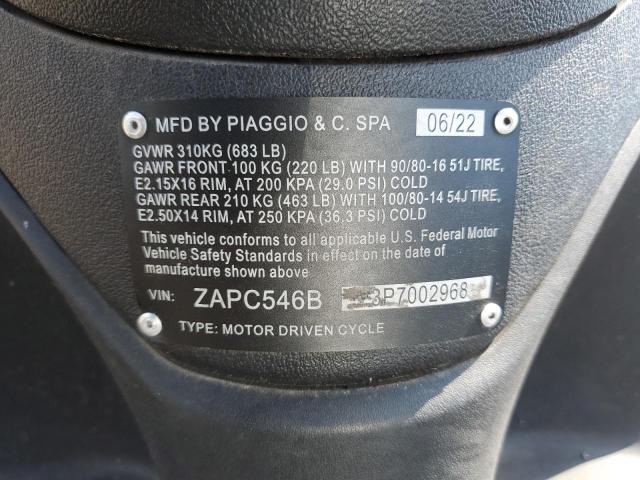 MFD BY PIAGGIO & C. SPA 06/22
GVWR 310KG (683 LB)
GAWR FRONT 100 KG (220 LB) WITH 90/80-16 51J TIRE,
E2.15X16 RIM, AT 200 KPA (29.0 PSI) COLD
GAWR REAR 210 KG (463 LB) WITH 100/80-14 54J TIRE,
E2.50X14 RIM, AT 250 KPA (36.3 PSI) COLD
This vehicle conforms to all applicable U.S. Federal Motor
Vehicle Safety Standards in effect on the date of
manufacture shown above
VIN: ZAPC546B
TYPE: MOTOR DRIVEN CYCLE